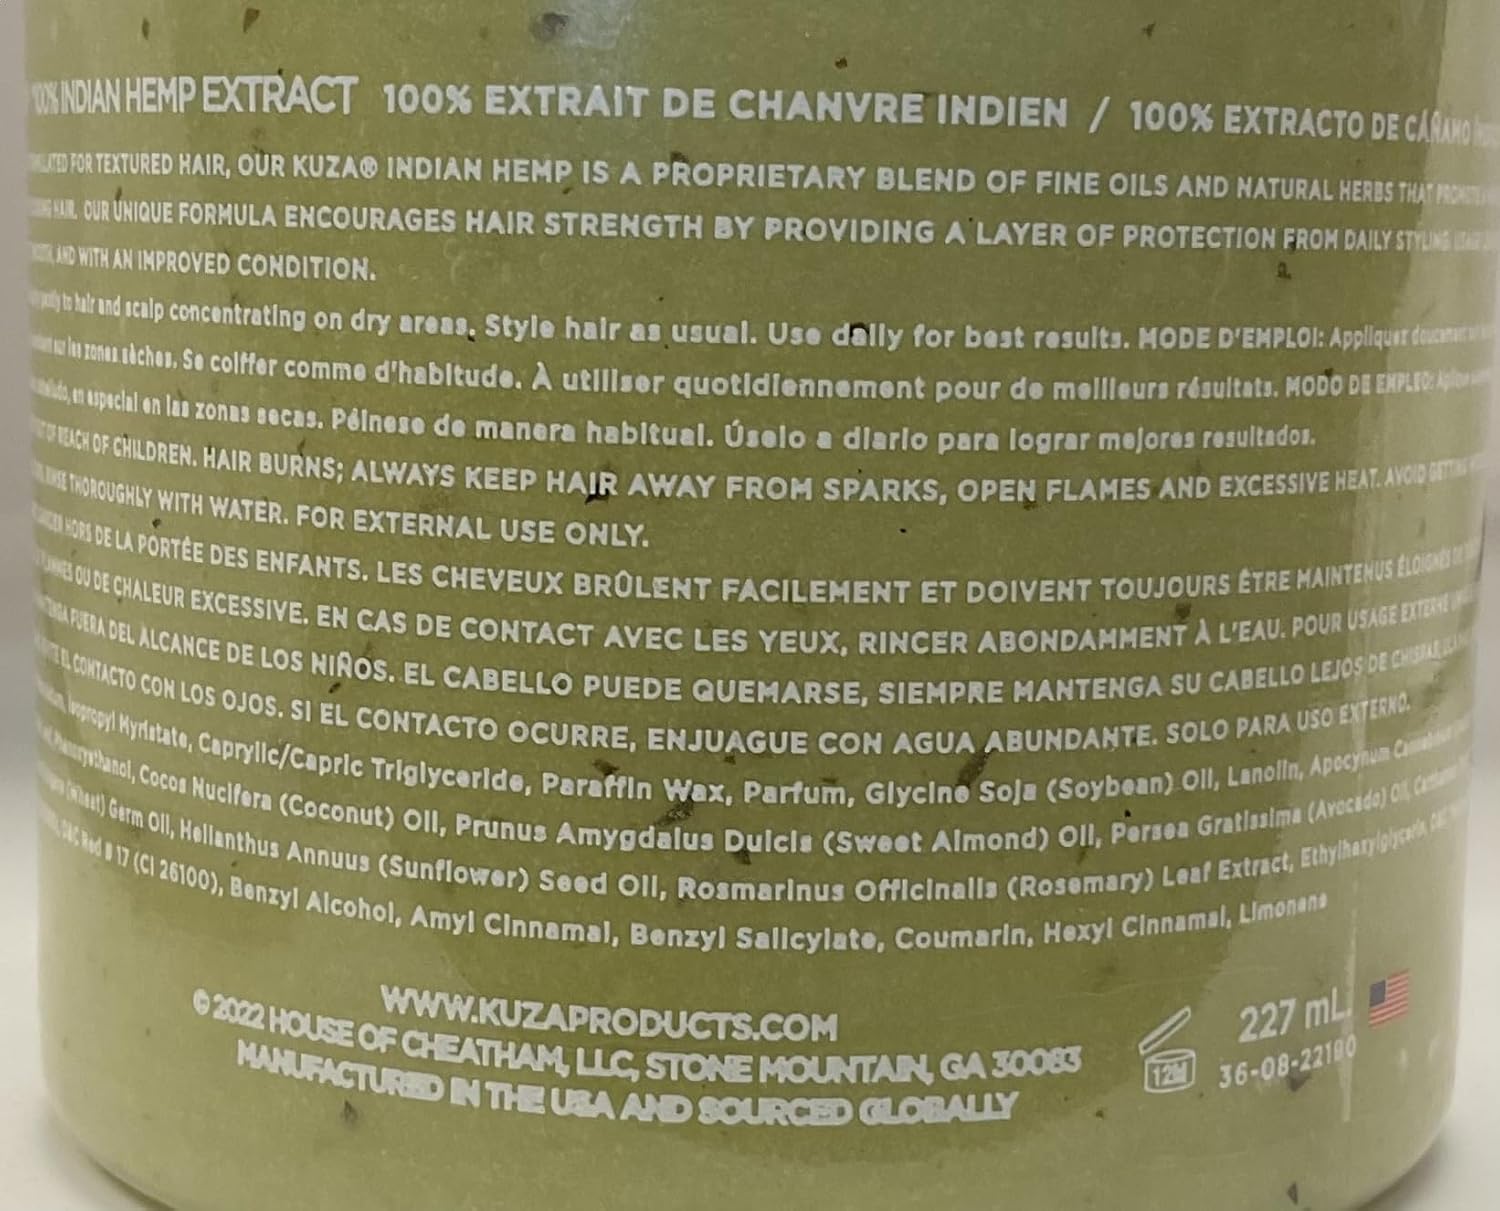 100% INDIAN HEMP EXTRACT 100% EXTRAIT DE CHANVRE INDIEN / 100% EXTRACTO DE CÁÑAMO
FOR TEXTURED HAIR, OUR KUZA® INDIAN HEMP IS A PROPRIETARY BLEND OF FINE OILS AND NATURAL HERBS THAT
HAIR. OUR UNIQUE FORMULA ENCOURAGES HAIR STRENGTH BY PROVIDING A LAYER OF PROTECTION FROM DAILY STYLING
AND WITH AN IMPROVED CONDITION.
to hair and scalp concentrating on dry areas. Style hair as usual. Use daily for best results. MODE D'EMPLOI: Appliquer
sur les zones sèches. Se coiffer comme d'habitude. À utiliser quotidiennement pour de meilleurs résultats. MODO DE EMPLEO:
en especial en las zonas secas. Péinese de manera habitual. Úselo a diario para lograr mejores resultados.
OF REACH OF CHILDREN. HAIR BURNS; ALWAYS KEEP HAIR AWAY FROM SPARKS, OPEN FLAMES AND EXCESSIVE HEAT. AVOID GETTING
RINSE THOROUGHLY WITH WATER. FOR EXTERNAL USE ONLY.
HORS DE LA PORTÉE DES ENFANTS. LES CHEVEUX BRÛLENT FACILEMENT ET DOIVENT TOUJOURS ÊTRE MAINTENUS ÉLOIGNÉS
OU DE CHALEUR EXCESSIVE. EN CAS DE CONTACT AVEC LES YEUX, RINCER ABONDAMMENT À L'EAU. POUR USAGE EXTERNE
FUERA DEL ALCANCE DE LOS NIÑOS. EL CABELLO PUEDE QUEMARSE, SIEMPRE MANTENGA SU CABELLO LEJOS DE CHISPAS,
EL CONTACTO CON LOS OJOS. SI EL CONTACTO OCURRE, ENJUAGUE CON AGUA ABUNDANTE. SOLO PARA USO EXTERNO.
Isopropyl Myristate, Caprylic/Capric Triglyceride, Paraffin Wax, Parfum, Glycine Soja (Soybean) Oil, Lanolin, Apocynum
Phenoxyethanol, Cocos Nucifera (Coconut) Oil, Prunus Amygdalus Dulcis (Sweet Almond) Oil, Persea Gratissima (Avocado) Oil,
(Wheat) Germ Oil, Helianthus Annuus (Sunflower) Seed Oil, Rosmarinus Officinalis (Rosemary) Leaf Extract, Ethylhexylglycerin,
D&C Red # 17 (CI 26100), Benzyl Alcohol, Amyl Cinnamal, Benzyl Salicylate, Coumarin, Hexyl Cinnamal, Limonene
WWW.KUZAPRODUCTS.COM
© 2022 HOUSE OF CHEATHAM, LLC, STONE MOUNTAIN, GA 30083
MANUFACTURED IN THE USA AND SOURCED GLOBALLY
12M
227 mL
36-08-22180